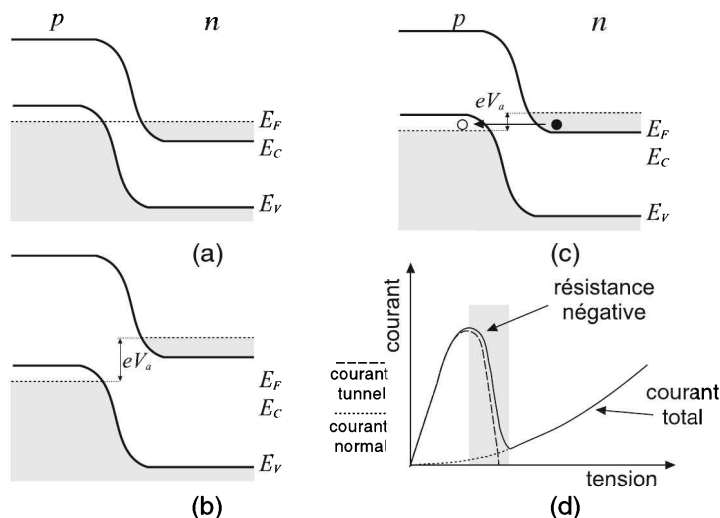 p n
E_F
E_C
E_V
(a)
p n
eV_a
E_F
E_C
E_V
(c)
eV_a
E_F
E_C
E_V
(b)
courant
résistance
négative
courant
tunnel
courant
normal
courant
total
tension
(d)